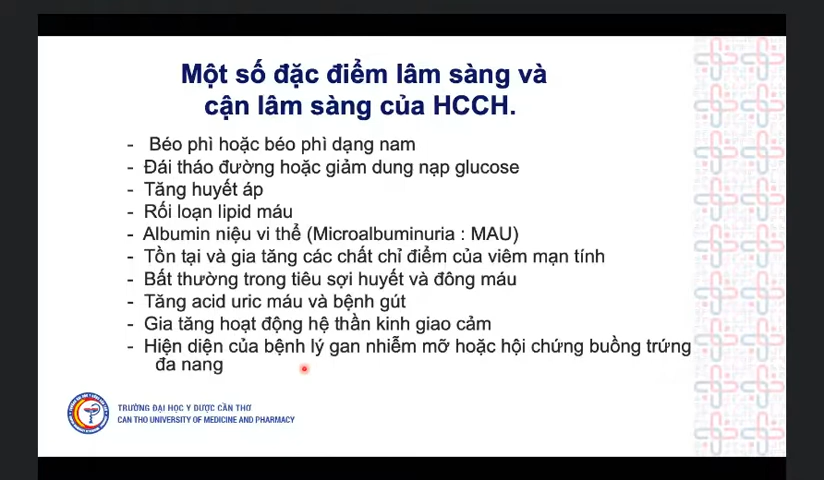 Một số đặc điểm lâm sàng và
cận lâm sàng của HCCH.
- Béo phì hoặc béo phì dạng nam
- Đái tháo đường hoặc giảm dung nạp glucose
- Tăng huyết áp
- Rối loạn lipid máu
- Albumin niệu vi thể (Microalbuminuria : MAU)
- Tồn tại và gia tăng các chất chỉ điểm của viêm mạn tính
- Bất thường trong tiêu sợi huyết và đông máu
- Tăng acid uric máu và bệnh gút
- Gia tăng hoạt động hệ thần kinh giao cảm
- Hiện diện của bệnh lý gan nhiễm mỡ hoặc hội chứng buồng trứng
đa nang
TRƯỜNG ĐẠI HỌC Y DƯỢC CẦN THƠ
CAN THO UNIVERSITY OF MEDICINE AND PHARMACY